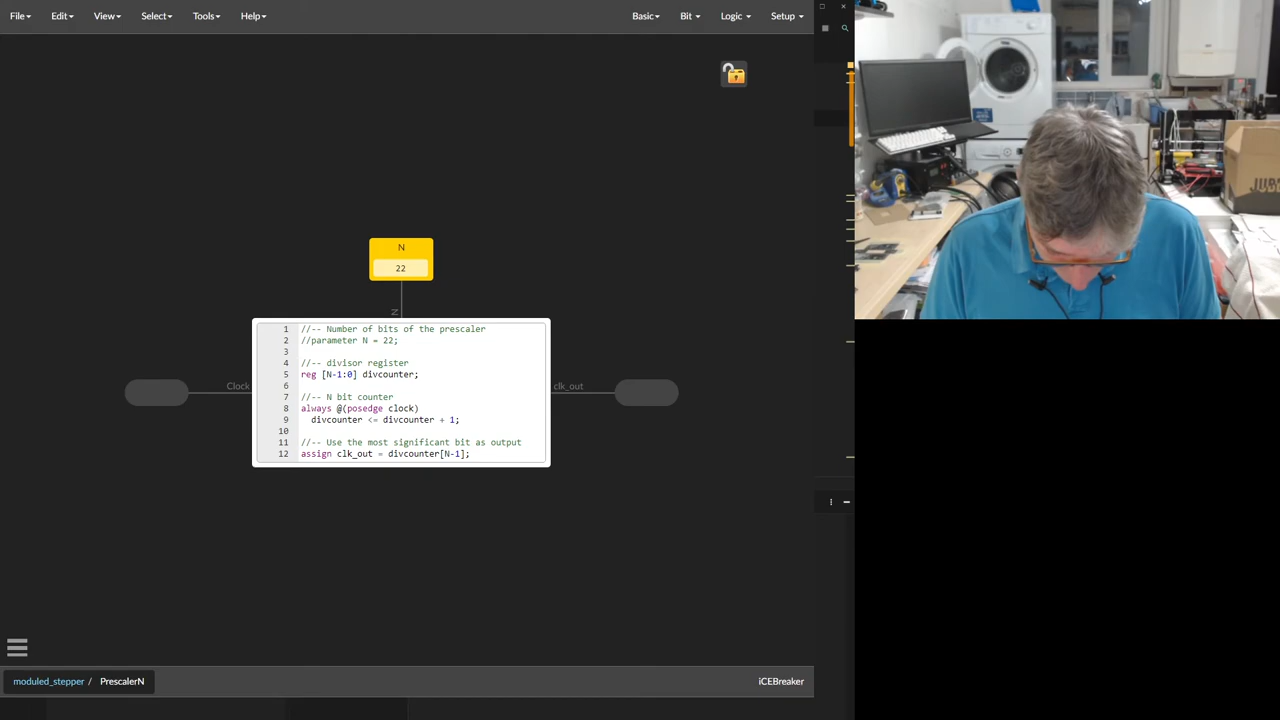 File
Edit
View
Select
Tools
Help
Basic
Bit
Logic
Setup
N
22
N
Clock
clk_out
1 //-- Number of bits of the prescaler
2 //parameter N = 22;
3
4 //-- divisor register
5 reg [N-1:0] divcounter;
6
7 //-- N bit counter
8 always @(posedge clock)
9 divcounter <= divcounter + 1;
10
11 //-- Use the most significant bit as output
12 assign clk_out = divcounter[N-1];
moduled_stepper / PrescalerN
iCEBreaker